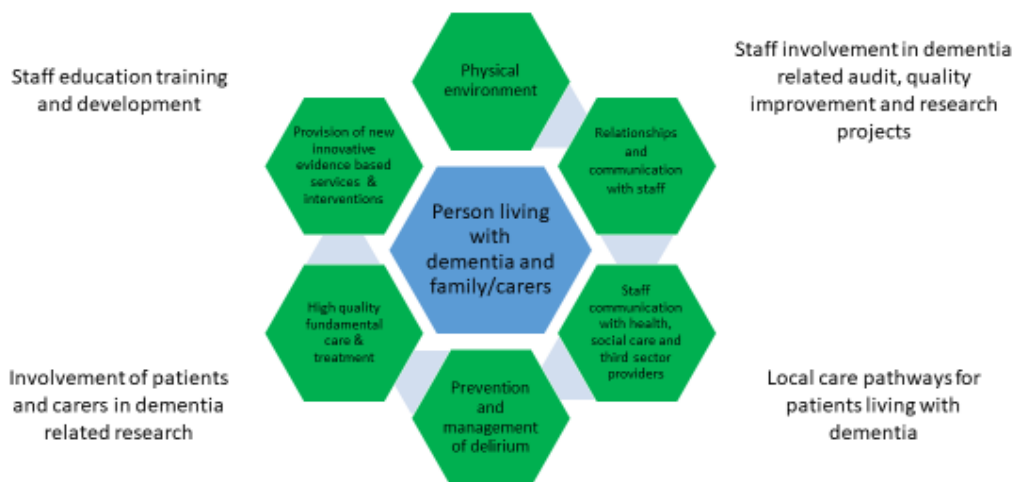 Staff education training
and development
Physical
environment
Staff involvement in dementia
related audit, quality
improvement and research
projects
Provision of new
innovative
evidence based
services & 
interventions
Relationships
and
communication
with staff
Person living
with
dementia and
family/carers
High quality
fundamental
care &
treatment
Staff
communication
with health,
social care and
third sector
providers
Prevention and
management
of delirium
Involvement of patients
and carers in dementia
related research
Local care pathways for
patients living with
dementia